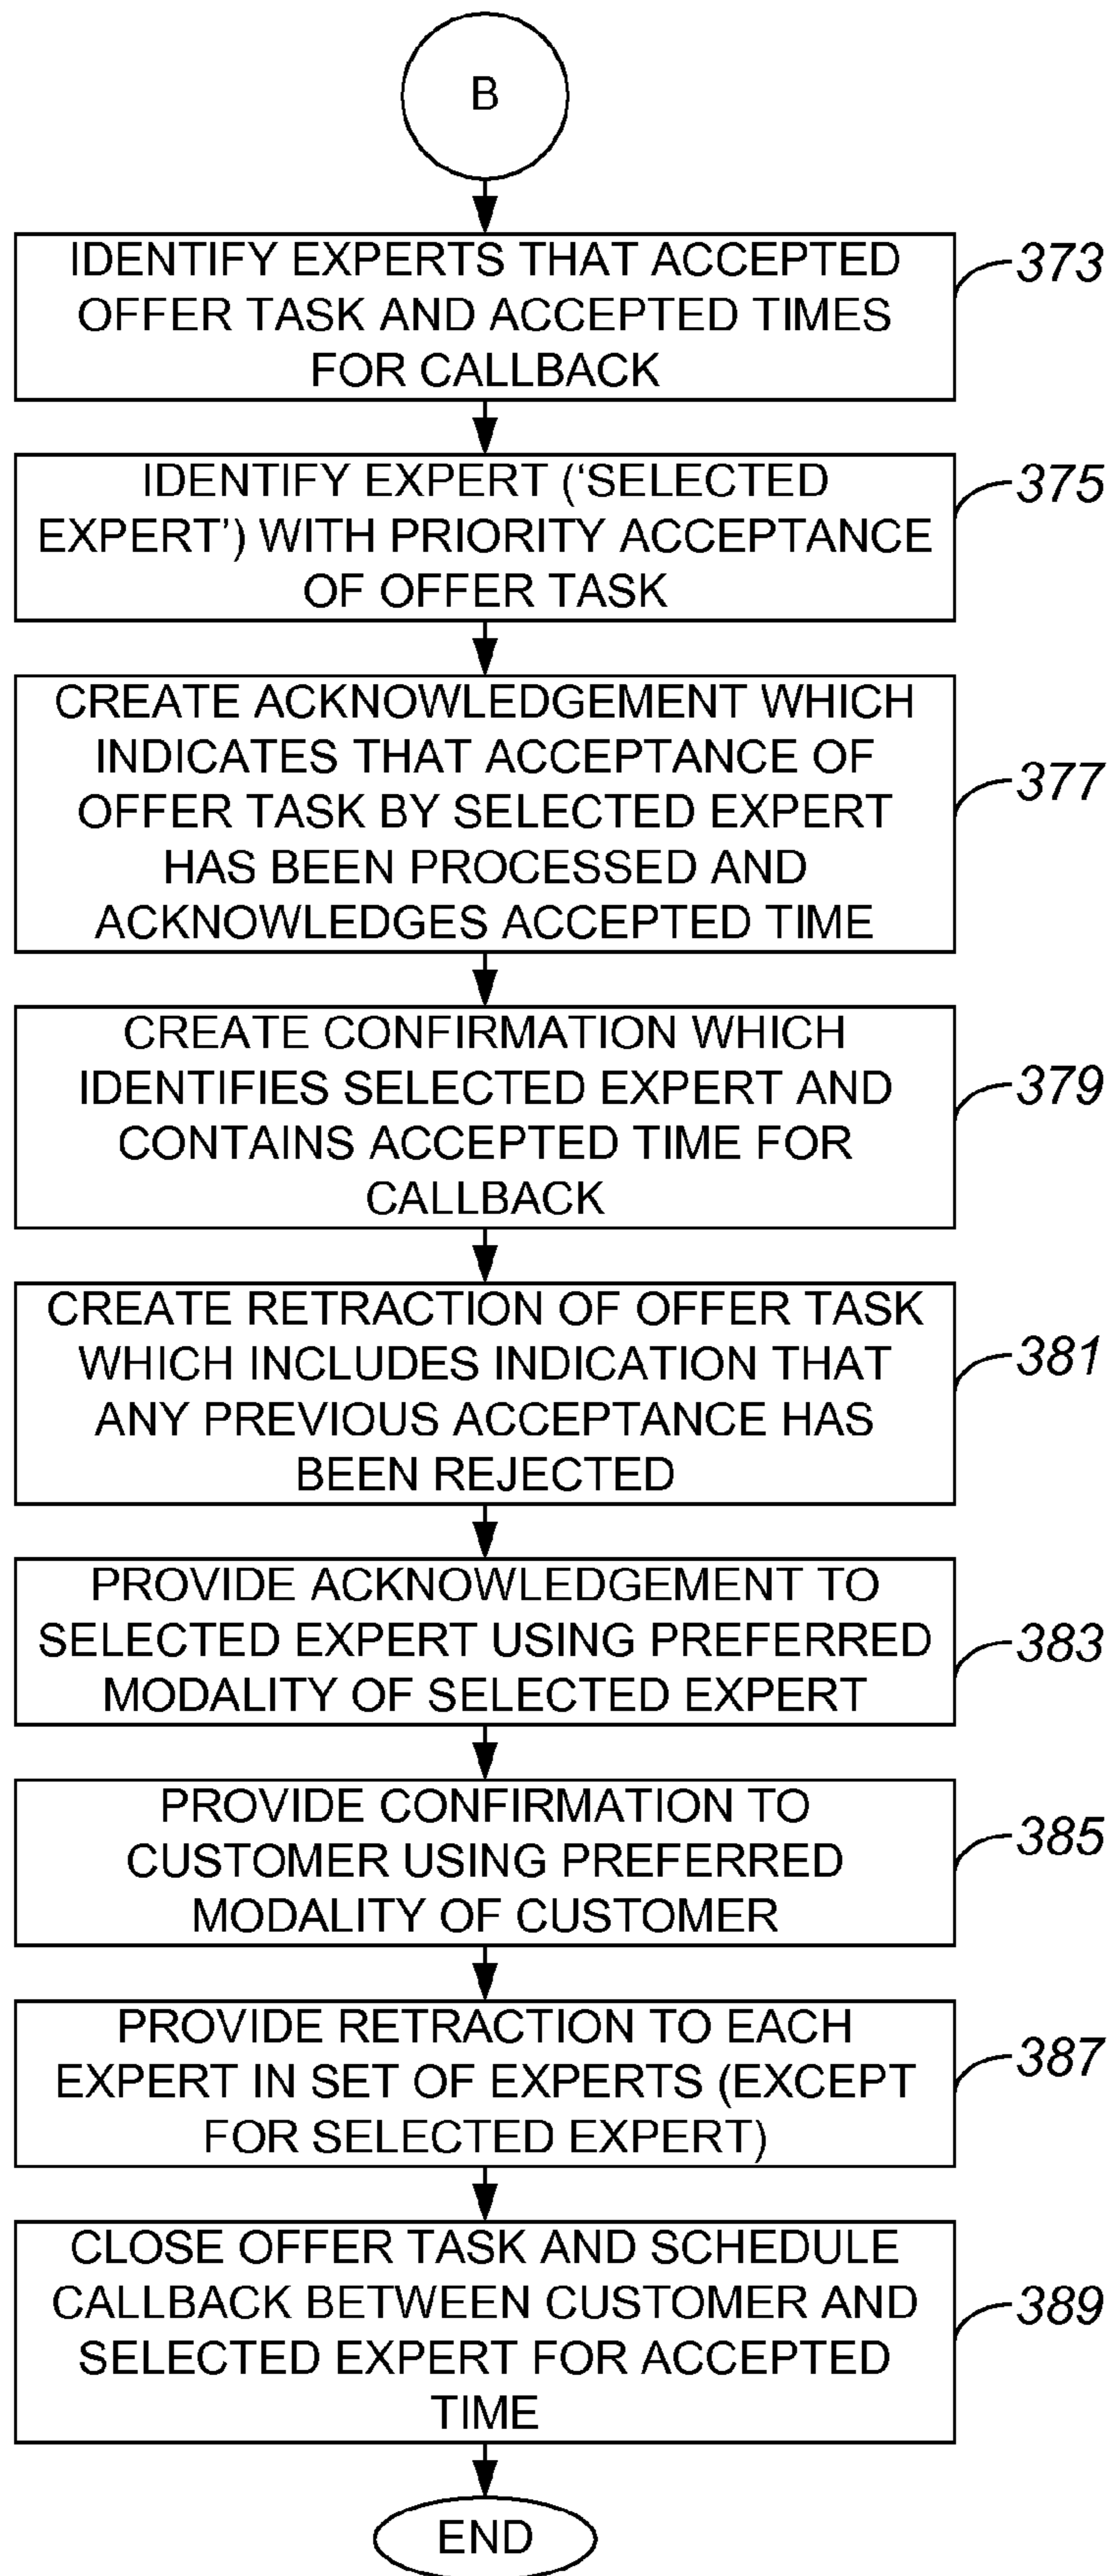 B
IDENTIFY EXPERTS THAT ACCEPTED
OFFER TASK AND ACCEPTED TIMES
FOR CALLBACK
373
IDENTIFY EXPERT (‘SELECTED
EXPERT’) WITH PRIORITY ACCEPTANCE
OF OFFER TASK
375
CREATE ACKNOWLEDGEMENT WHICH
INDICATES THAT ACCEPTANCE OF
OFFER TASK BY SELECTED EXPERT
HAS BEEN PROCESSED AND
ACKNOWLEDGES ACCEPTED TIME
377
CREATE CONFIRMATION WHICH
IDENTIFIES SELECTED EXPERT AND
CONTAINS ACCEPTED TIME FOR
CALLBACK
379
CREATE RETRACTION OF OFFER TASK
WHICH INCLUDES INDICATION THAT
ANY PREVIOUS ACCEPTANCE HAS
BEEN REJECTED
381
PROVIDE ACKNOWLEDGEMENT TO
SELECTED EXPERT USING PREFERRED
MODALITY OF SELECTED EXPERT
383
PROVIDE CONFIRMATION TO
CUSTOMER USING PREFERRED
MODALITY OF CUSTOMER
385
PROVIDE RETRACTION TO EACH
EXPERT IN SET OF EXPERTS (EXCEPT
FOR SELECTED EXPERT)
387
CLOSE OFFER TASK AND SCHEDULE
CALLBACK BETWEEN CUSTOMER AND
SELECTED EXPERT FOR ACCEPTED
TIME
389
END